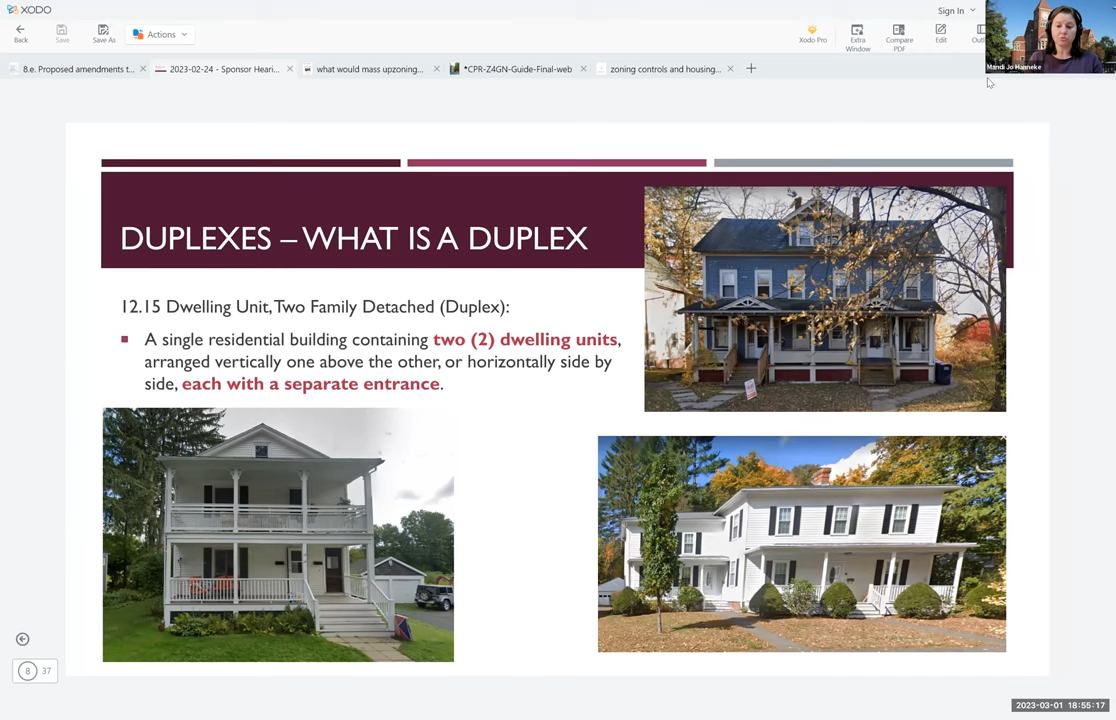 XODO
Sign In
Back
Save
Save As
Actions
Xodo Pro
Extra Window
Compare PDF
Edit
Mandi Jo Hanneke
8.e. Proposed amendments t...
2023-02-24 - Sponsor Heari...
what would mass upzoning...
*CPR-Z4GN-Guide-Final-web
zoning controls and housing...
DUPLEXES – WHAT IS A DUPLEX
12.15 Dwelling Unit, Two Family Detached (Duplex):
A single residential building containing two (2) dwelling units,
arranged vertically one above the other, or horizontally side by
side, each with a separate entrance.
8 37
2023-03-01 18:55:17